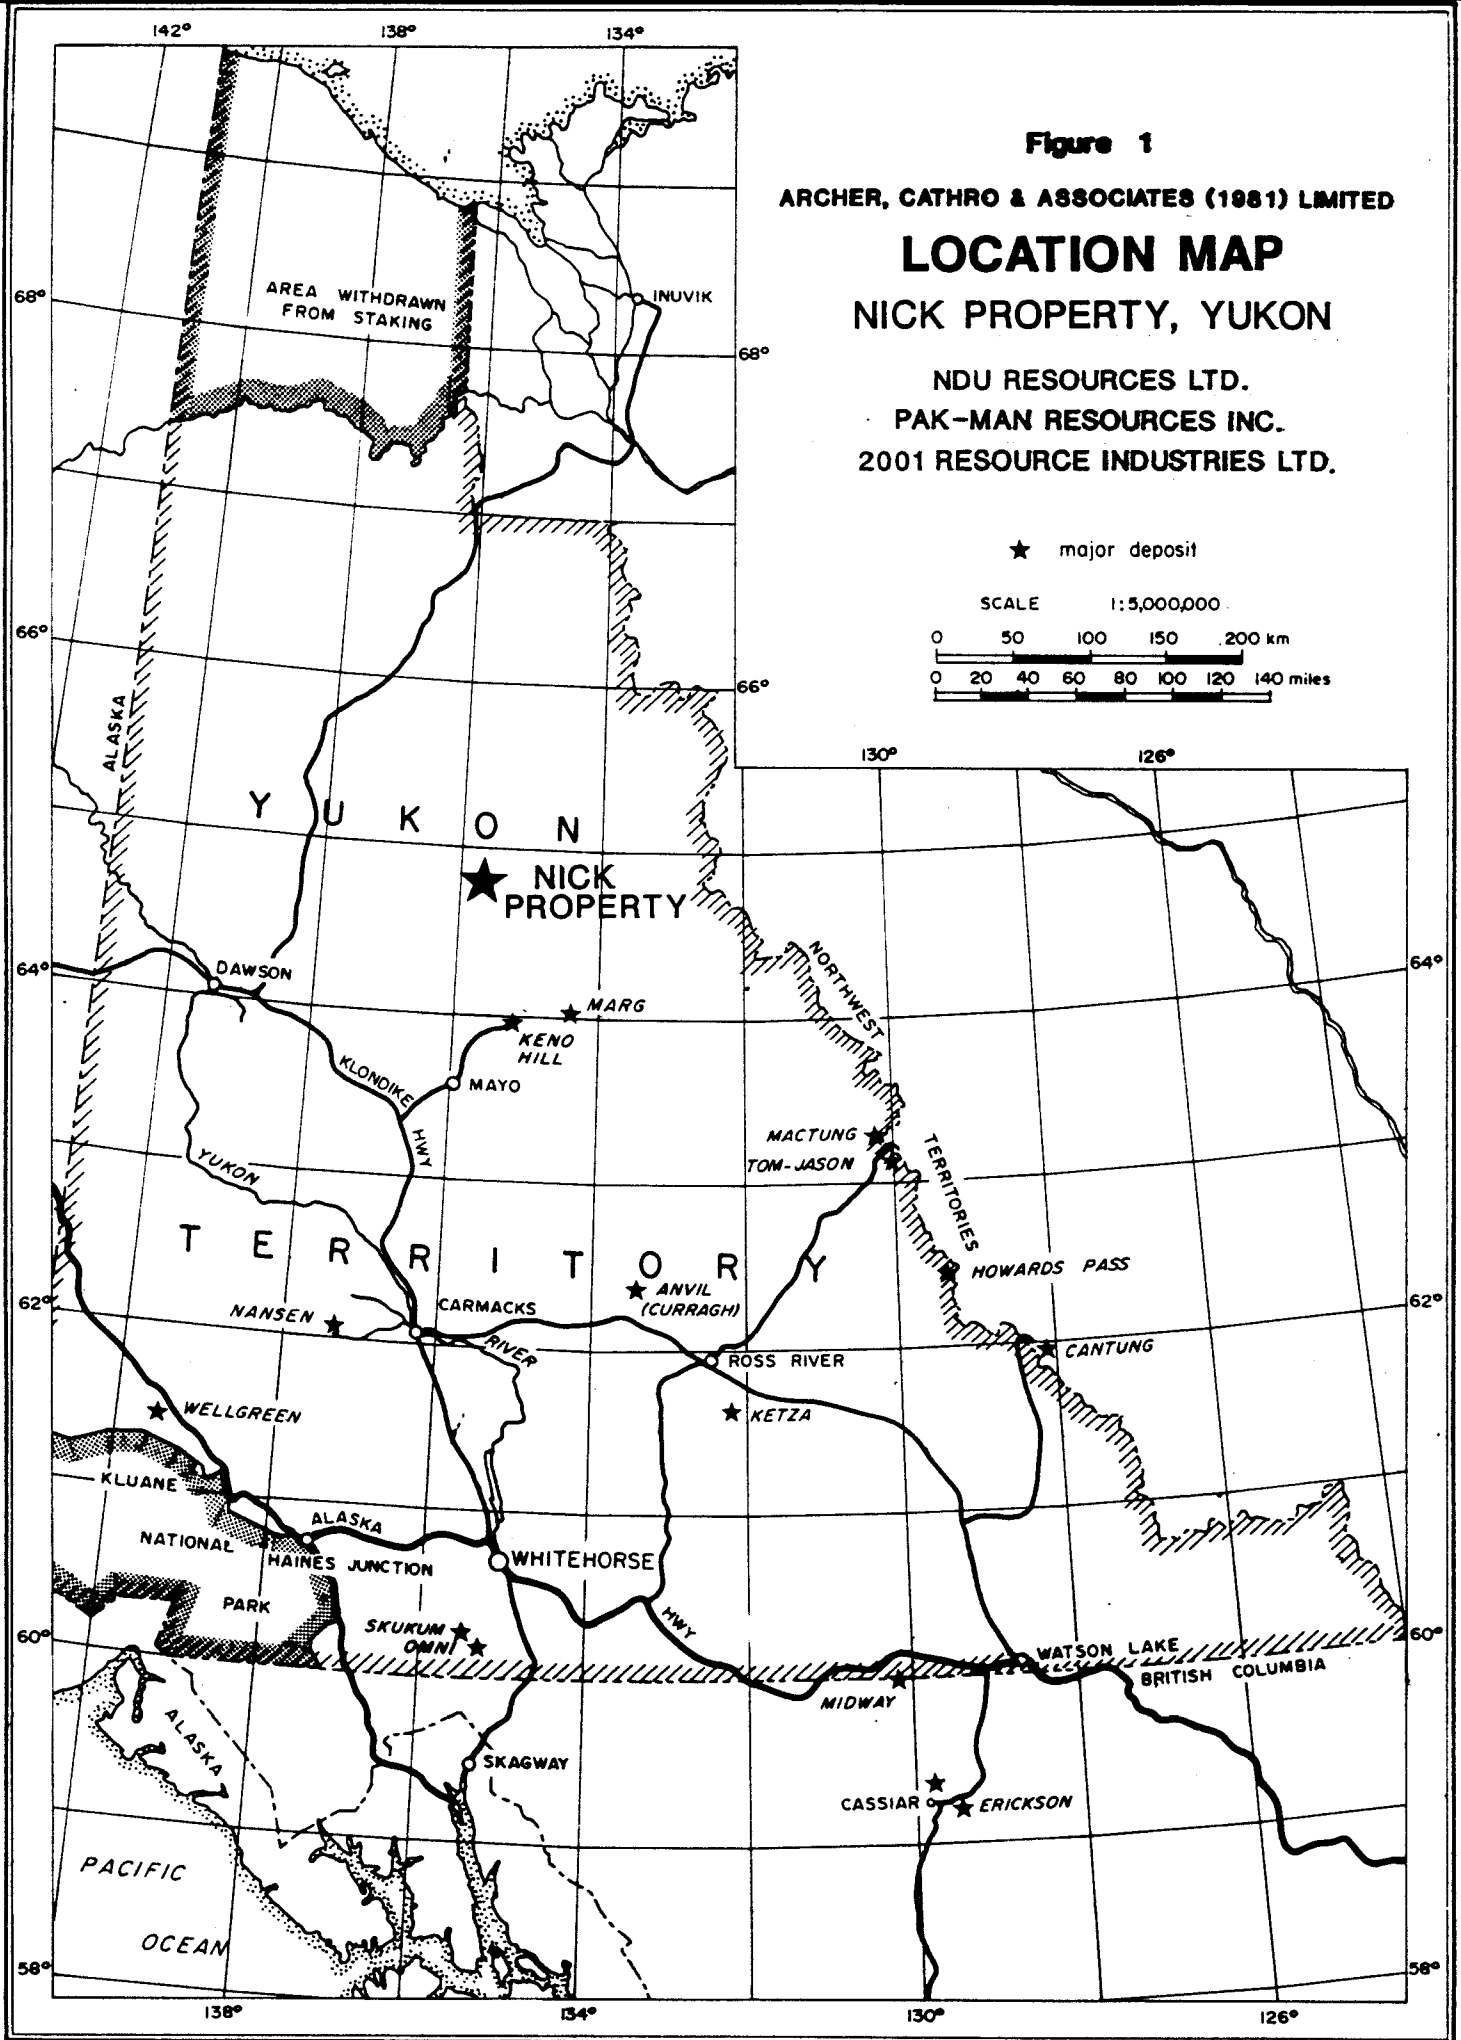 142°
138°
134°
Figure 1
ARCHER, CATHRO & ASSOCIATES (1981) LIMITED
LOCATION MAP
NICK PROPERTY, YUKON
NDU RESOURCES LTD.
PAK-MAN RESOURCES INC.
2001 RESOURCE INDUSTRIES LTD.
★ major deposit
SCALE 1:5,000,000
0 50 100 150 200 km
0 20 40 60 80 100 120 140 miles
AREA WITHDRAWN
FROM STAKING
INUVIK
68°
68°
66°
66°
130°
126°
ALASKA
YUKON
NICK
PROPERTY
64°
64°
DAWSON
NORTHWEST
MARG
KENO
HILL
KLONDIKE
MAYO
HWY
MACTUNG
TOM-JASON
TERRITORIES
YUKON
TERRITORY
HOWARDS PASS
ANVIL
(CURRAGH)
62°
62°
NANSEN
CARMACKS
RIVER
ROSS RIVER
CANTUNG
WELLGREEN
KETZA
KLUANE
NATIONAL
PARK
ALASKA
HAINES JUNCTION
WHITEHORSE
HWY
SKUKUM
OMNI
60°
60°
WATSON LAKE
BRITISH COLUMBIA
MIDWAY
ALASKA
SKAGWAY
CASSIAR
ERICKSON
PACIFIC
OCEAN
58°
58°
138°
134°
130°
126°